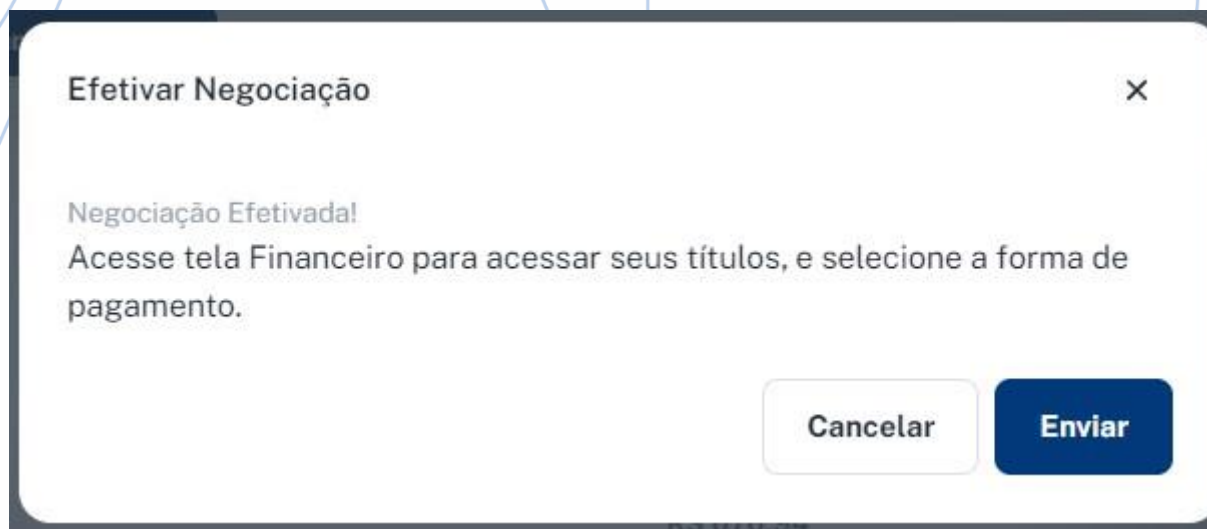 Efetivar Negociação
Negociação Efetivada!
Acesse tela Financeiro para acessar seus títulos, e selecione a forma de
pagamento.
Cancelar
Enviar